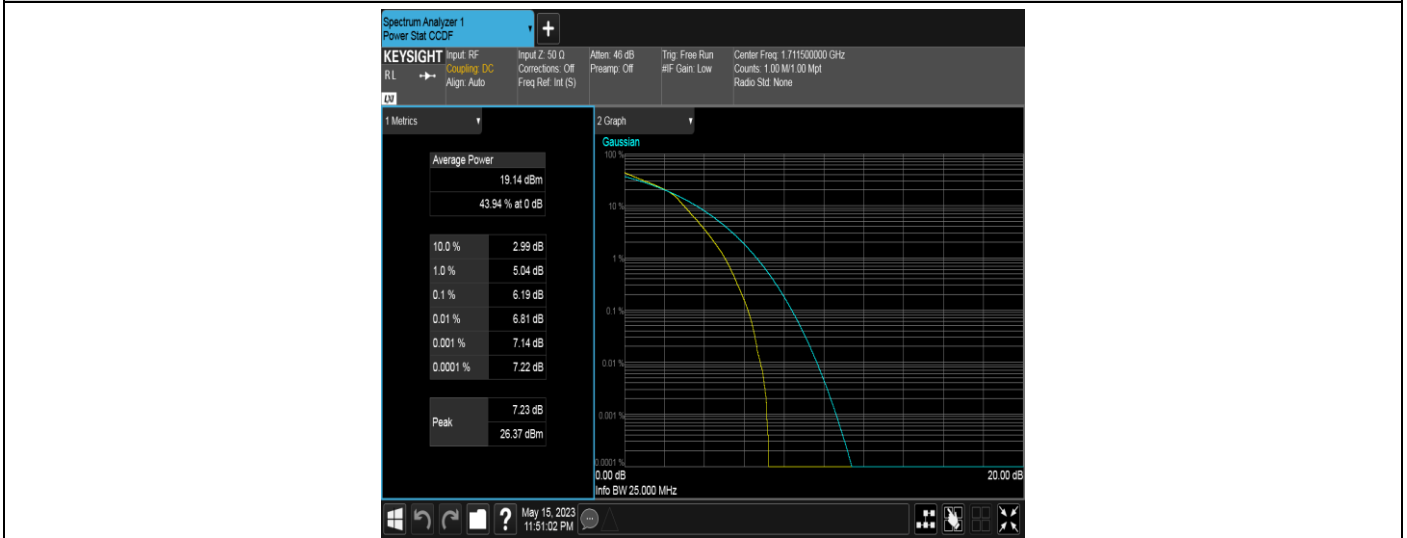 Spectrum Analyzer 1
Power Stat CCDF
+
KEYSIGHT
RL
LXI
Input: RF
Coupling: DC
Align: Auto
Input Z: 50 Ω
Corrections: Off
Freq Ref: Int (S)
Atten: 46 dB
Preamp: Off
Trig: Free Run
#IF Gain: Low
Center Freq: 1.711500000 GHz
Counts: 1.00 M/1.00 Mpt
Radio Std: None
1 Metrics
Average Power
19.14 dBm
43.94 % at 0 dB
10.0 % 2.99 dB
1.0 % 5.04 dB
0.1 % 6.19 dB
0.01 % 6.81 dB
0.001 % 7.14 dB
0.0001 % 7.22 dB
Peak
7.23 dB
26.37 dBm
2 Graph
Gaussian
100 %
10 %
1 %
0.1 %
0.01 %
0.001 %
0.0001 %
0.00 dB 20.00 dB
Info BW 25.000 MHz
?
May 15, 2023
11:51:02 PM